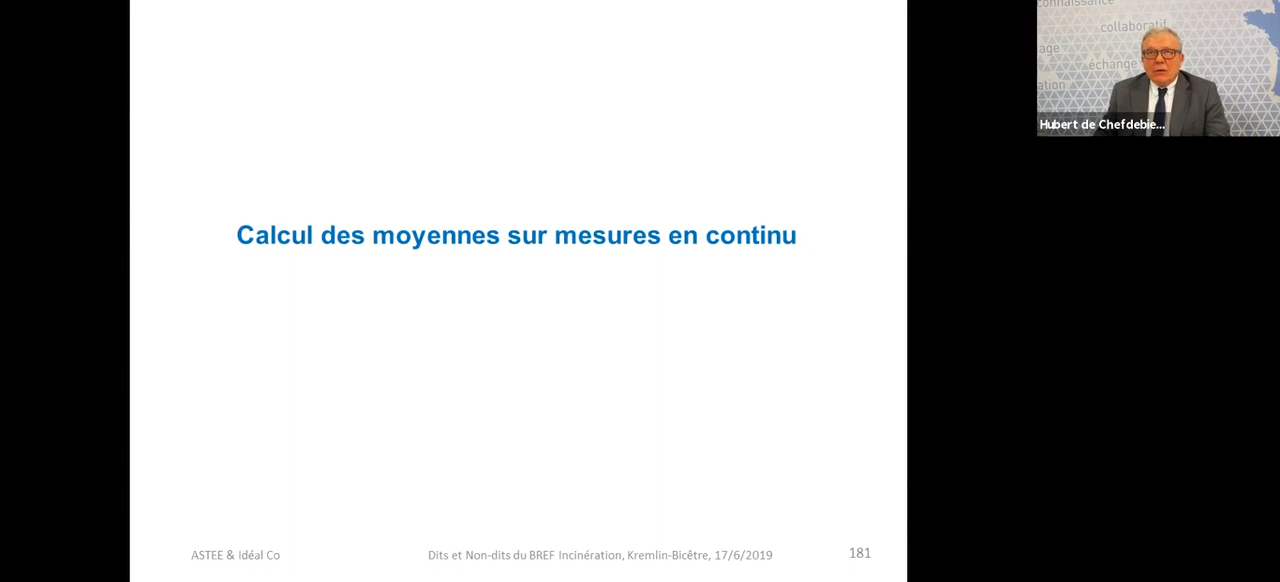 Calcul des moyennes sur mesures en continu
ASTEE & Idéal Co
Dits et Non-dits du BREF Incinération, Kremlin-Bicêtre, 17/6/2019
181
connaissance
collaboratif
échange
Hubert de Chefdebie...